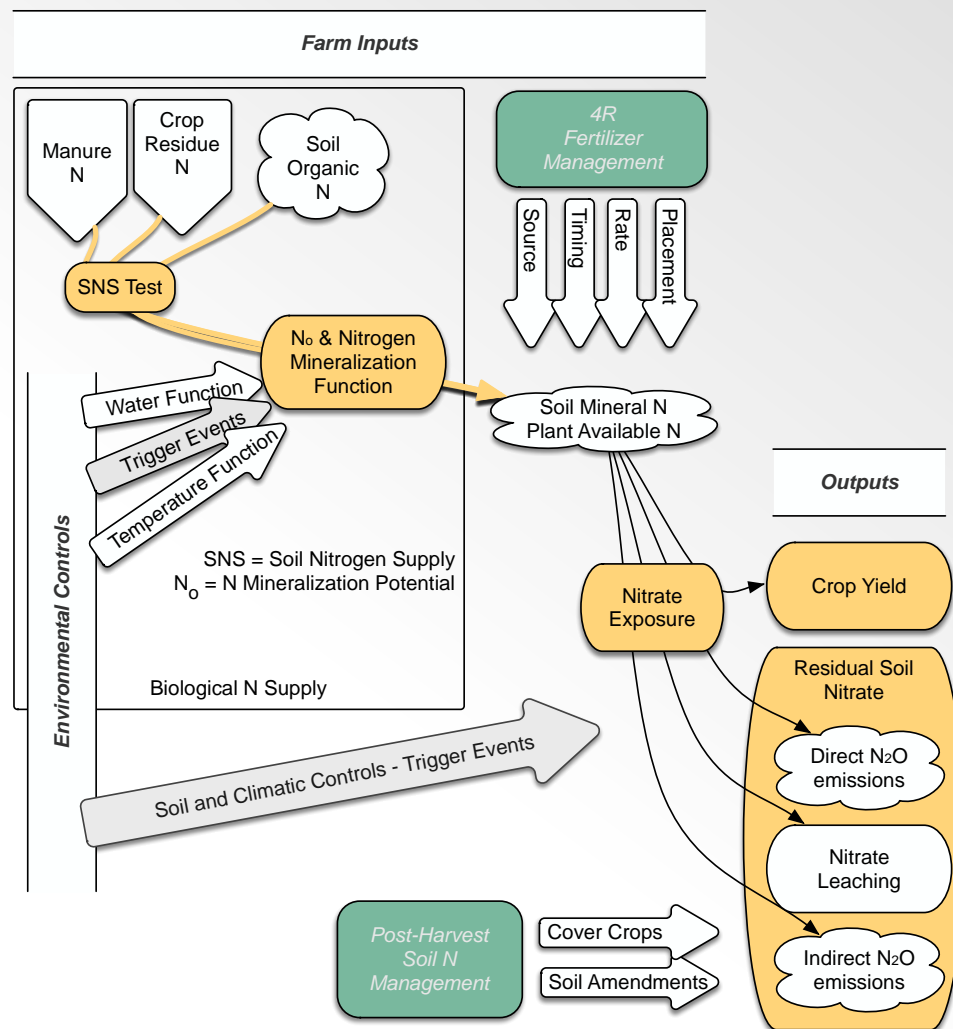 Farm Inputs
Manure
N
Crop
Residue
N
Soil
Organic
N
4R
Fertilizer
Management
Source
Timing
Rate
Placement
SNS Test
N₀ & Nitrogen
Mineralization
Function
Water Function
Trigger Events
Temperature Function
Soil Mineral N
Plant Available N
Outputs
Environmental Controls
SNS = Soil Nitrogen Supply
N₀ = N Mineralization Potential
Nitrate
Exposure
Crop Yield
Biological N Supply
Residual Soil
Nitrate
Soil and Climatic Controls - Trigger Events
Direct N₂O
emissions
Nitrate
Leaching
Post-Harvest
Soil N
Management
Cover Crops
Soil Amendments
Indirect N₂O
emissions